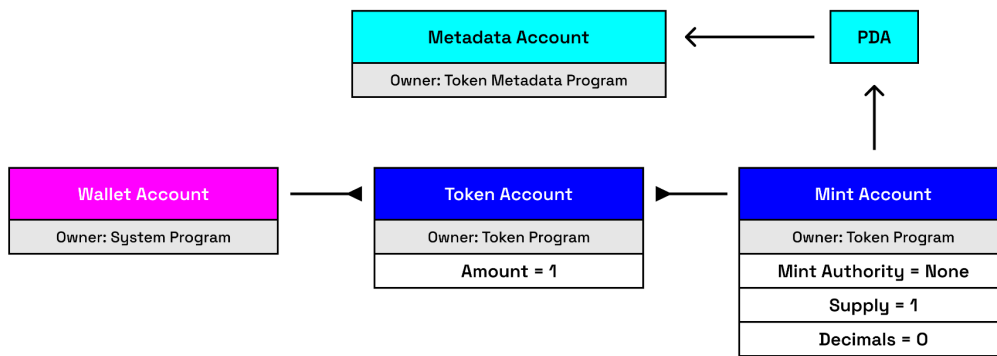 Metadata Account
Owner: Token Metadata Program
PDA
Wallet Account
Owner: System Program
Token Account
Owner: Token Program
Amount = 1
Mint Account
Owner: Token Program
Mint Authority = None
Supply = 1
Decimals = 0